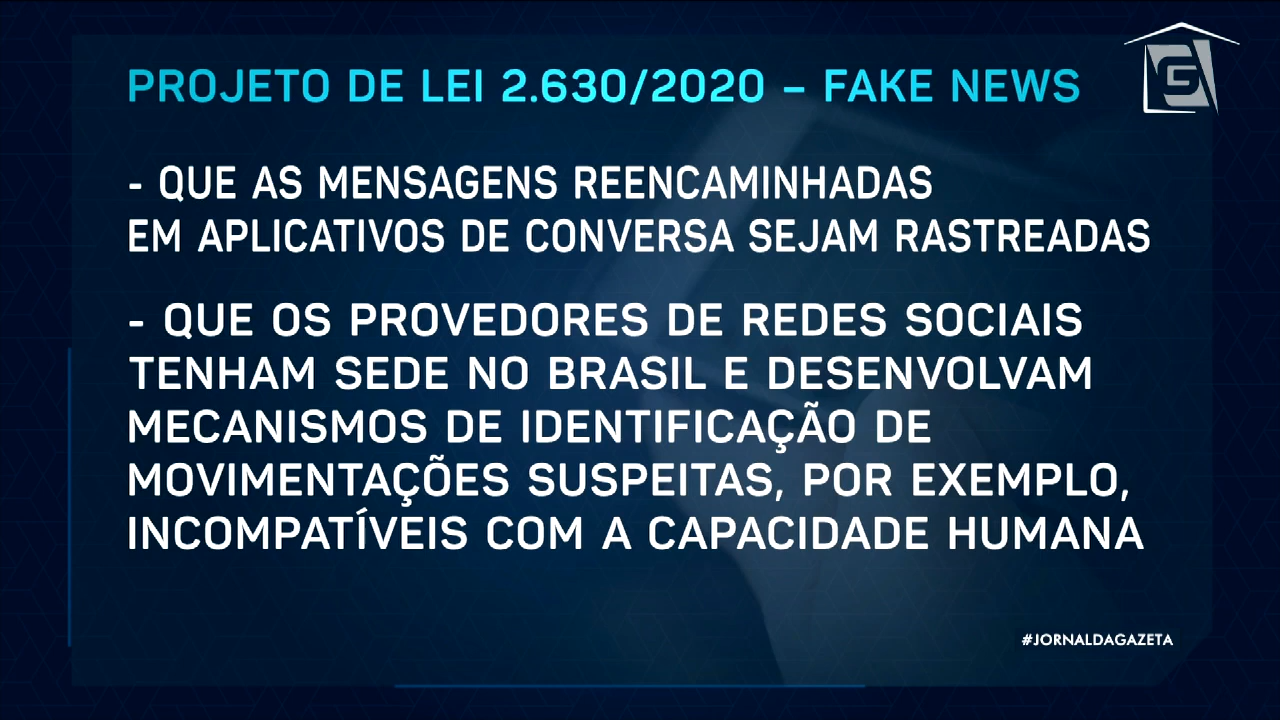 PROJETO DE LEI 2.630/2020 – FAKE NEWS
G
- QUE AS MENSAGENS REENCAMINHADAS
EM APLICATIVOS DE CONVERSA SEJAM RASTREADAS
- QUE OS PROVEDORES DE REDES SOCIAIS
TENHAM SEDE NO BRASIL E DESENVOLVAM
MECANISMOS DE IDENTIFICAÇÃO DE
MOVIMENTAÇÕES SUSPEITAS, POR EXEMPLO,
INCOMPATÍVEIS COM A CAPACIDADE HUMANA
#JORNALDAGAZETA